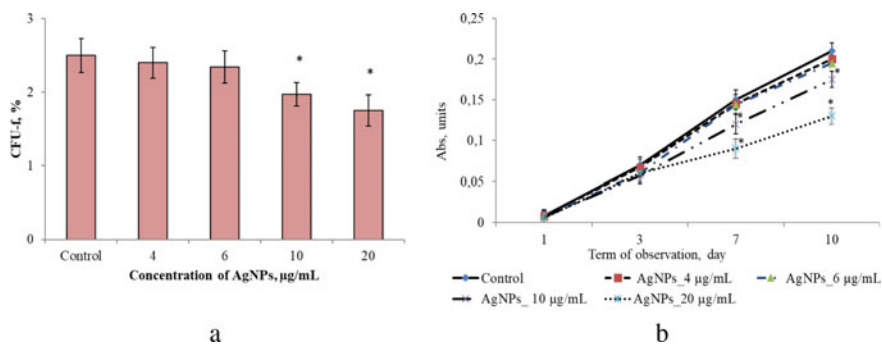 3
2
1
0
CFU-f, %
*
*
Control
4
6
10
20
Concentration of AgNPs, µg/mL
a
0,25
0,2
0,15
0,1
0,05
0
Abs, units
*
*
*
*
1
3
7
10
Term of observation, day
Control
AgNPs_4 µg/mL
AgNPs_6 µg/mL
AgNPs_ 10 µg/mL
AgNPs_20 µg/mL
b